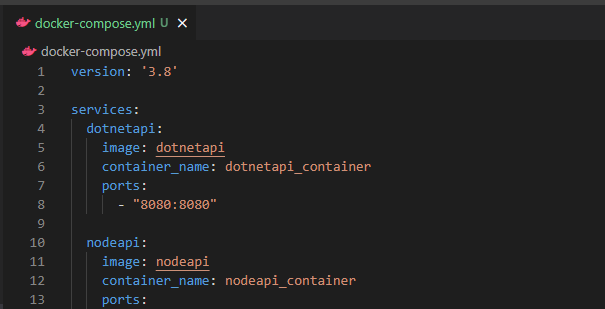 docker-compose.yml U ×
docker-compose.yml
1 version: '3.8'
2
3 services:
4   dotnetapi:
5     image: dotnetapi
6     container_name: dotnetapi_container
7     ports:
8       - "8080:8080"
9
10   nodeapi:
11     image: nodeapi
12     container_name: nodeapi_container
13     ports: